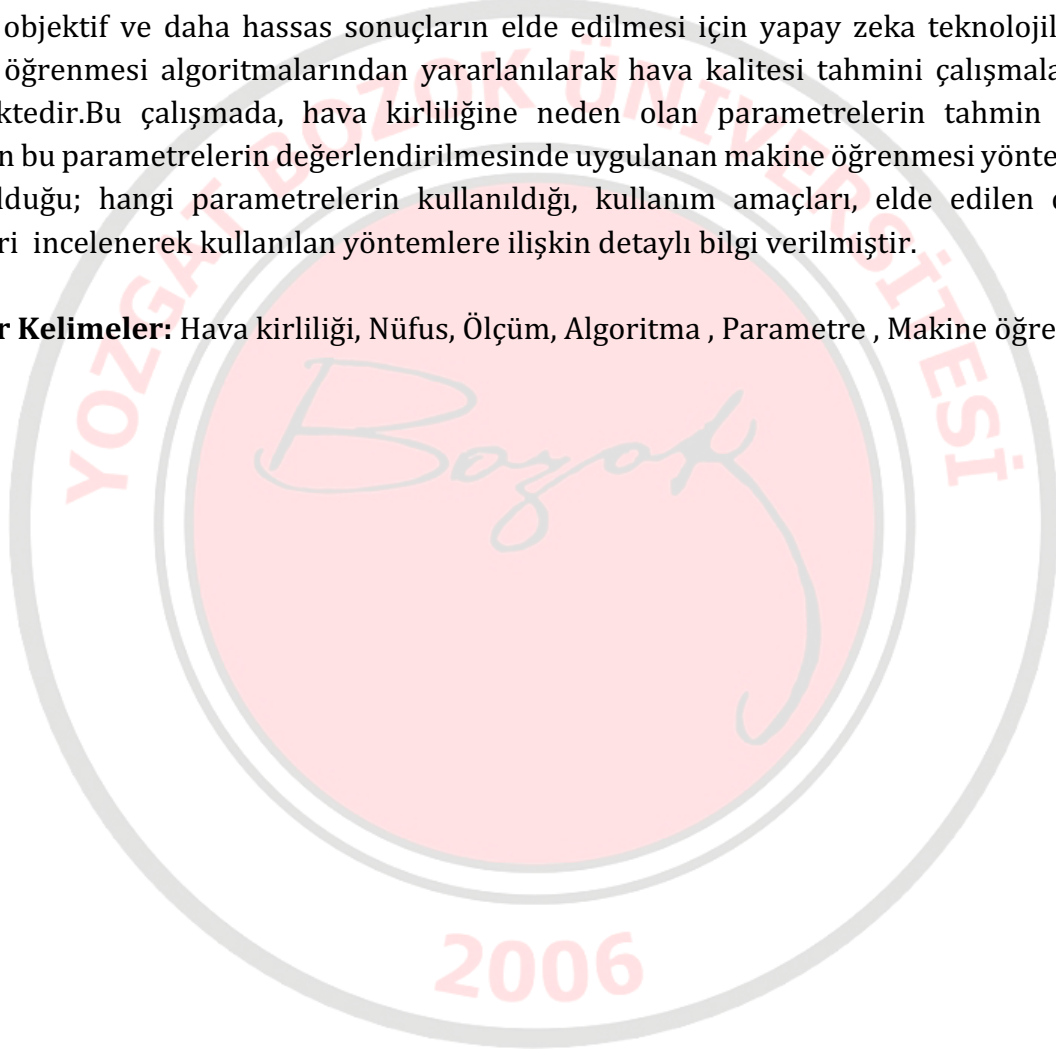 objektif ve daha hassas sonuçların elde edilmesi için yapay zeka teknolojil
öğrenmesi algoritmalarından yararlanılarak hava kalitesi tahmini çalışmala
ktedir.Bu çalışmada, hava kirliliğine neden olan parametrelerin tahmin
n bu parametrelerin değerlendirilmesinde uygulanan makine öğrenmesi yönte
lduğu; hangi parametrelerin kullanıldığı, kullanım amaçları, elde edilen
ri incelenerek kullanılan yöntemlere ilişkin detaylı bilgi verilmiştir.
r Kelimeler: Hava kirliliği, Nüfus, Ölçüm, Algoritma , Parametre , Makine öğre
YOZGAT BOZOK ÜNİVERSİTESİ
Bozok
2006